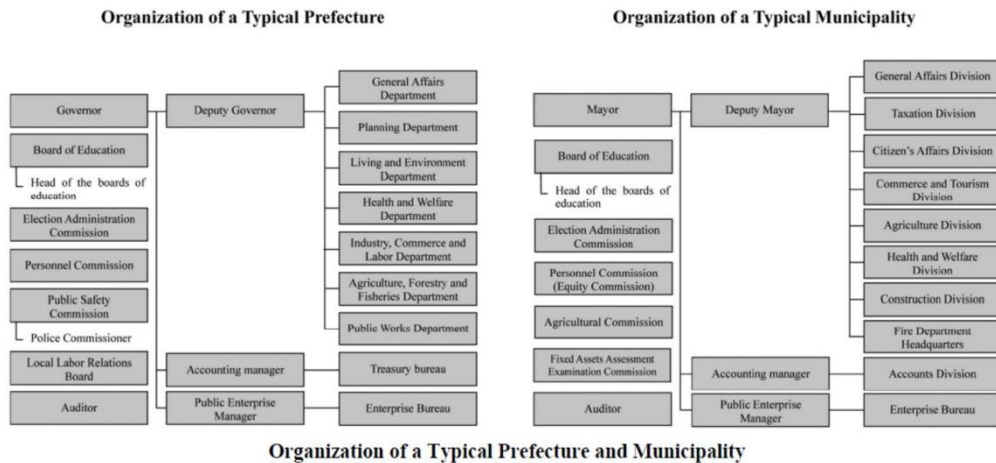 Organization of a Typical Prefecture
Governor
Board of Education
Head of the boards of
education
Election Administration
Commission
Personnel Commission
Public Safety
Commission
Police Commissioner
Local Labor Relations
Board
Auditor
Deputy Governor
Accounting manager
Public Enterprise
Manager
General Affairs
Department
Planning Department
Living and Environment
Department
Health and Welfare
Department
Industry, Commerce and
Labor Department
Agriculture, Forestry and
Fisheries Department
Public Works Department
Treasury bureau
Enterprise Bureau
Organization of a Typical Municipality
Mayor
Board of Education
Head of the boards of
education
Election Administration
Commission
Personnel Commission
(Equity Commission)
Agricultural Commission
Fixed Assets Assessment
Examination Commission
Auditor
Deputy Mayor
Accounting manager
Public Enterprise
Manager
General Affairs Division
Taxation Division
Citizen's Affairs Division
Commerce and Tourism
Division
Agriculture Division
Health and Welfare
Division
Construction Division
Fire Department
Headquarters
Accounts Division
Enterprise Bureau
Organization of a Typical Prefecture and Municipality